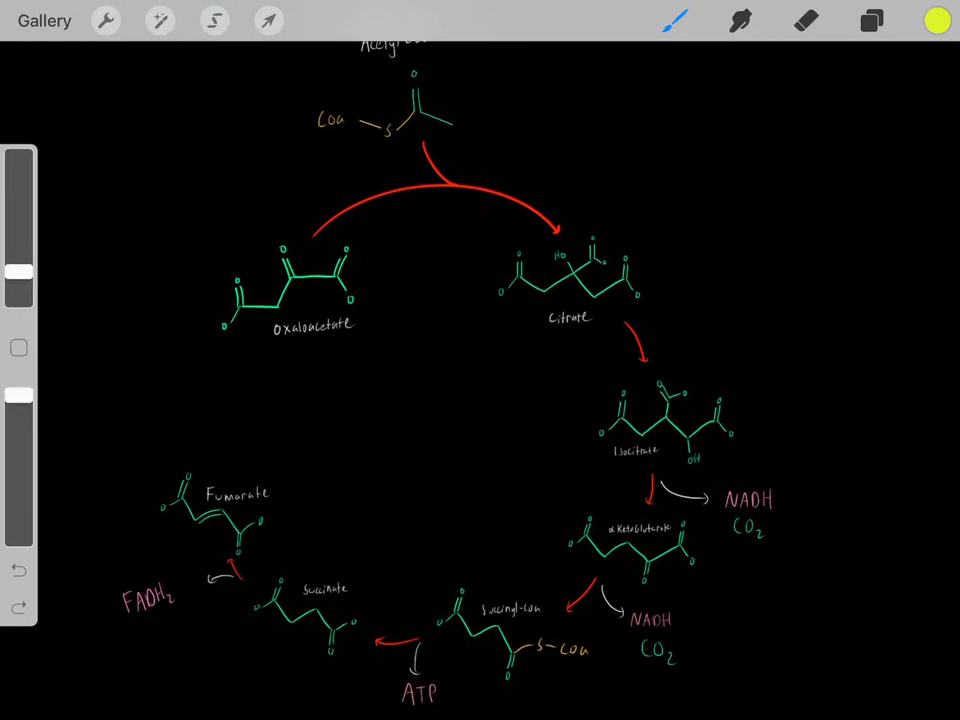 Gallery
O
Coa
S
O
O
O
O
O
Oxaloacetate
O
HO
O
O
O
O
O
Citrate
O
O
O
O
O
O
OH
Isocitrate
NADH
CO2
O
O
α Ketoglutarate
O
O
O
NADH
CO2
O
O
Succinyl-coa
S
COA
O
ATP
O
O
Succinate
O
O
FADH2
O
O
Fumarate
O
O